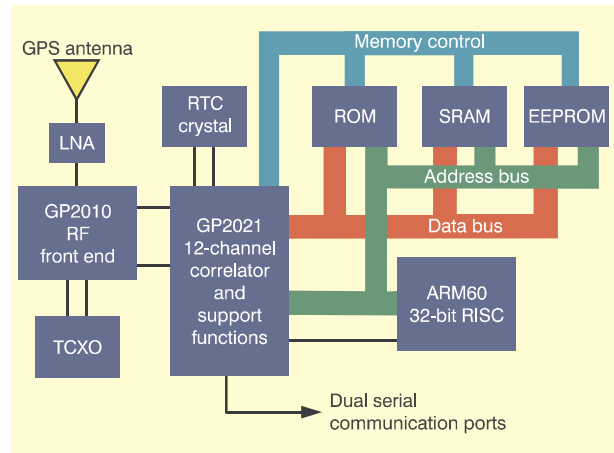 GPS antenna
LNA
GP2010
RF
front end
TCXO
RTC
crystal
GP2021
12-channel
correlator
and
support
functions
Memory control
ROM
SRAM
EEPROM
Address bus
Data bus
ARM60
32-bit RISC
Dual serial
communication ports